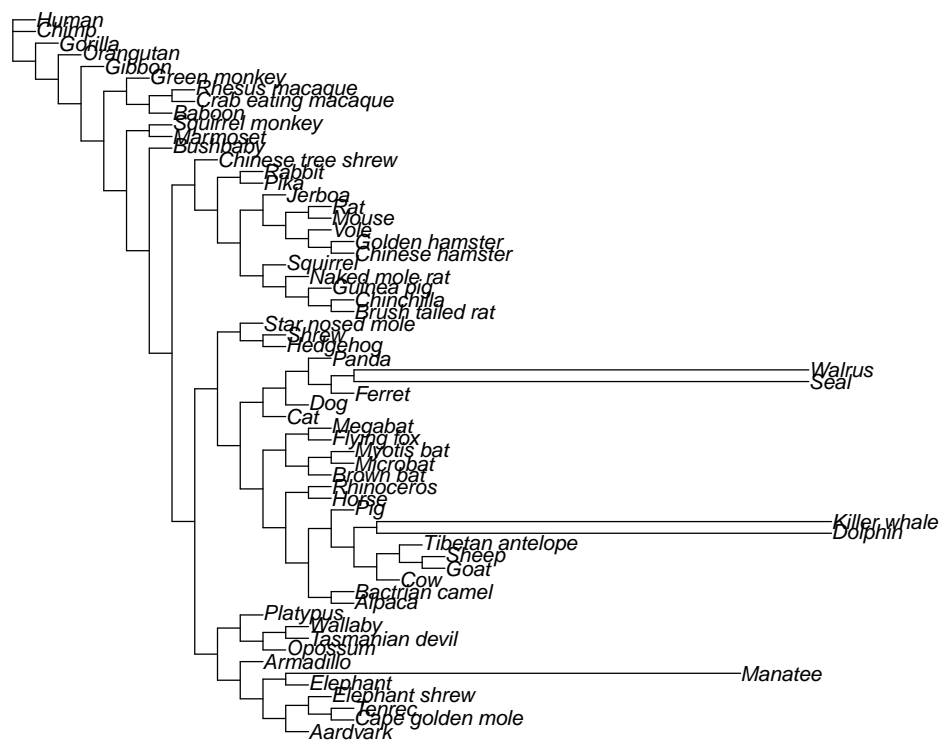 Human
Chimp
Gorilla
Orangutan
Gibbon
Green monkey
Rhesus macaque
Crab eating macaque
Baboon
Squirrel monkey
Marmoset
Bushbaby
Chinese tree shrew
Rabbit
Pika
Jerboa
Rat
Mouse
Vole
Golden hamster
Chinese hamster
Squirrel
Naked mole rat
Guinea pig
Chinchilla
Brush tailed rat
Star nosed mole
Shrew
Hedgehog
Panda
Walrus
Seal
Ferret
Dog
Cat
Megabat
Flying fox
Myotis bat
Microbat
Brown bat
Rhinoceros
Horse
Pig
Killer whale
Dolphin
Tibetan antelope
Sheep
Goat
Cow
Bactrian camel
Alpaca
Platypus
Wallaby
Tasmanian devil
Opossum
Armadillo
Manatee
Elephant
Elephant shrew
Tenrec
Cape golden mole
Aardvark